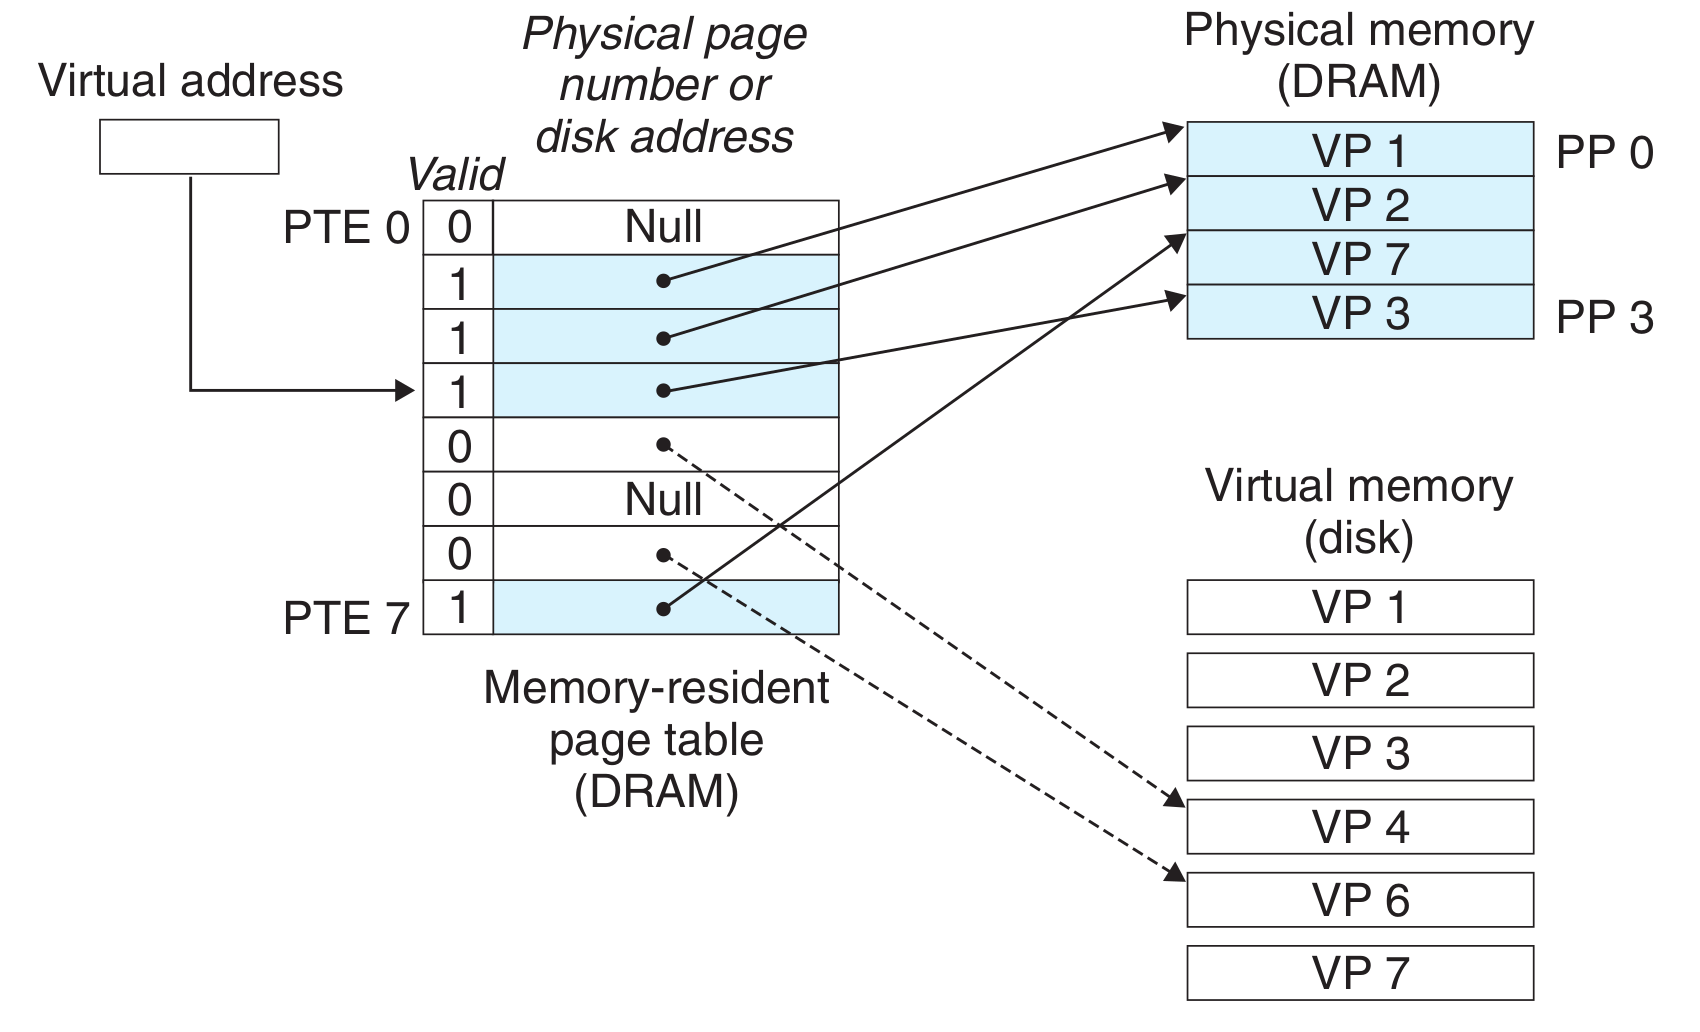 Physical page
number or
disk address
Virtual address
Valid
PTE 0 0 Null
1
1
1
0
0 Null
0
PTE 7 1
Memory-resident
page table
(DRAM)
Physical memory
(DRAM)
VP 1 PP 0
VP 2
VP 7
VP 3 PP 3
Virtual memory
(disk)
VP 1
VP 2
VP 3
VP 4
VP 6
VP 7